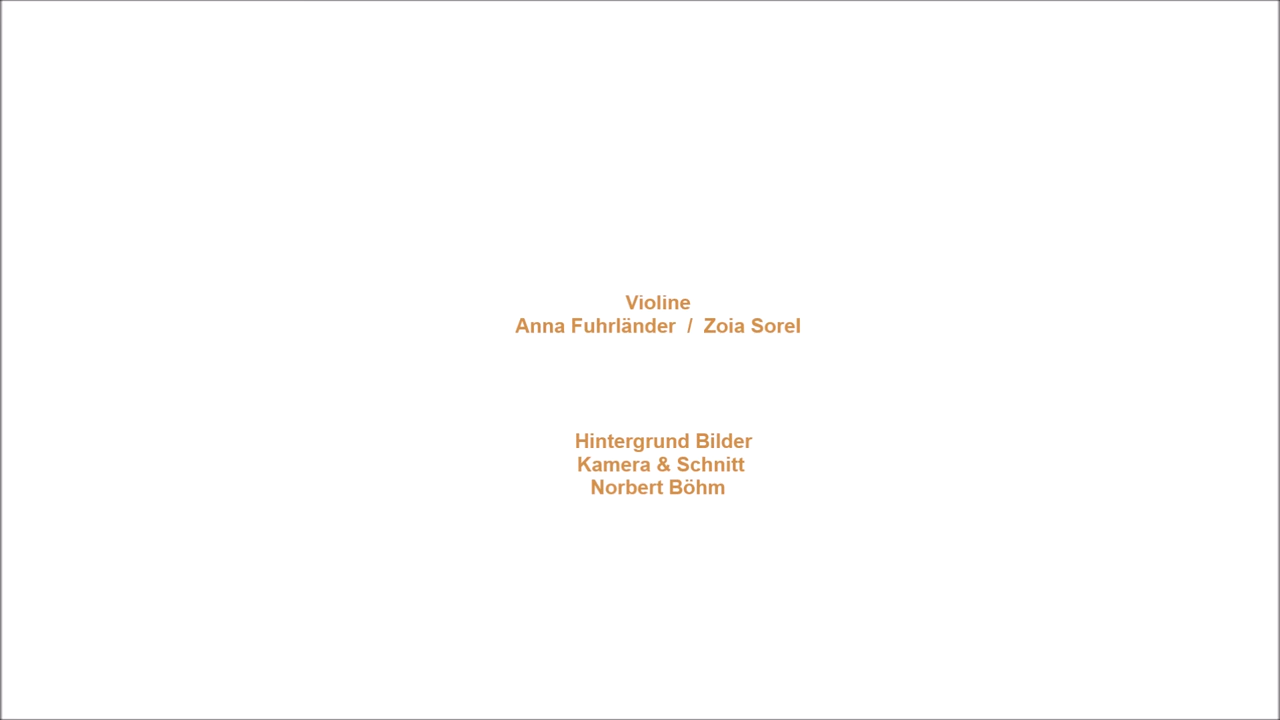 Violine
Anna Fuhrländer / Zoia Sorel
Hintergrund Bilder
Kamera & Schnitt
Norbert Böhm